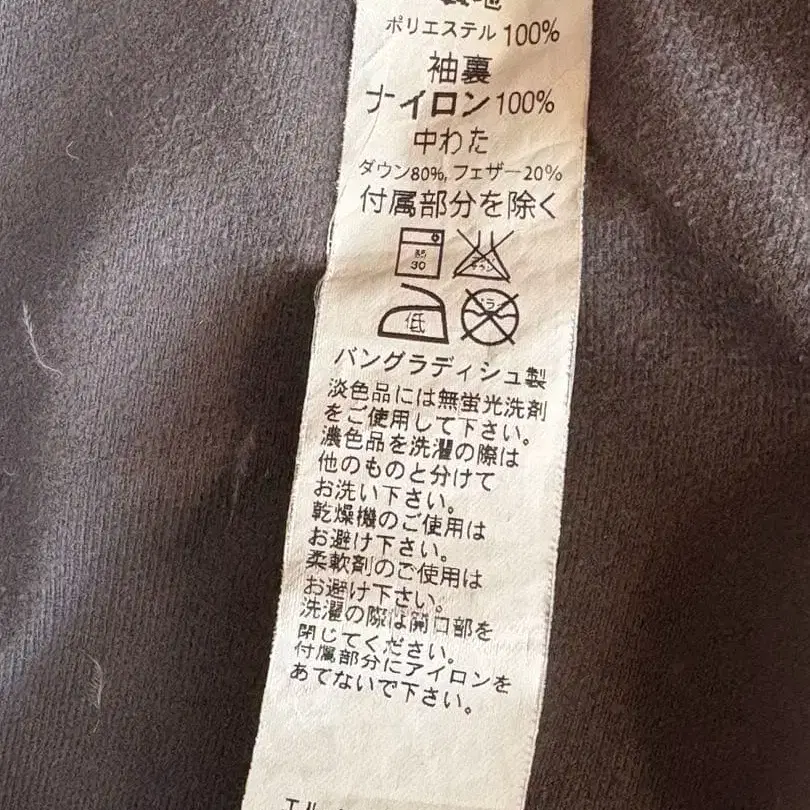 ポリエステル 100%
袖裏
ナイロン100%
中わた
ダウン80%, フェザー20%
付属部分を除く
弱
30
低
ドライ
バングラディシュ製
淡色品には無蛍光洗剤
をご使用して下さい。
濃色品を洗濯の際は
他のものと分けて
お洗い下さい。
乾燥機のご使用は
お避け下さい。
柔軟剤のご使用は
お避け下さい。
洗濯の際は開口部を
閉じてください。
付属部分にアイロンを
あてないで下さい。